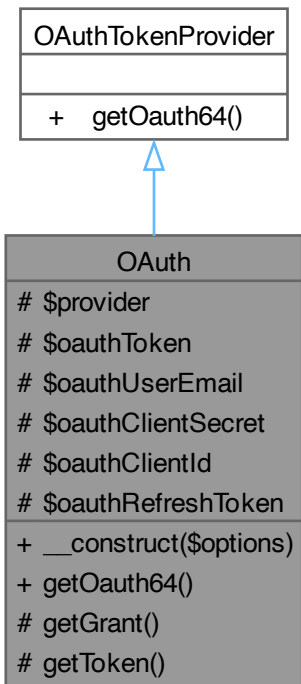 OAuthTokenProvider
+ getOauth64()
OAuth
# $provider
# $oauthToken
# $oauthUserEmail
# $oauthClientSecret
# $oauthClientId
# $oauthRefreshToken
+ __construct($options)
+ getOauth64()
# getGrant()
# getToken()